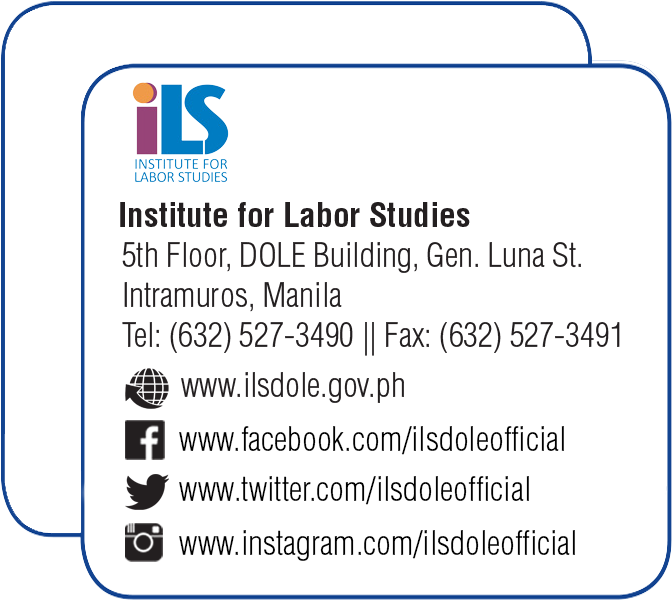 iLS
INSTITUTE FOR
LABOR STUDIES
Institute for Labor Studies
5th Floor, DOLE Building, Gen. Luna St.
Intramuros, Manila
Tel: (632) 527-3490 || Fax: (632) 527-3491
www.ilsdole.gov.ph
www.facebook.com/ilsdoleofficial
www.twitter.com/ilsdoleofficial
www.instagram.com/ilsdoleofficial